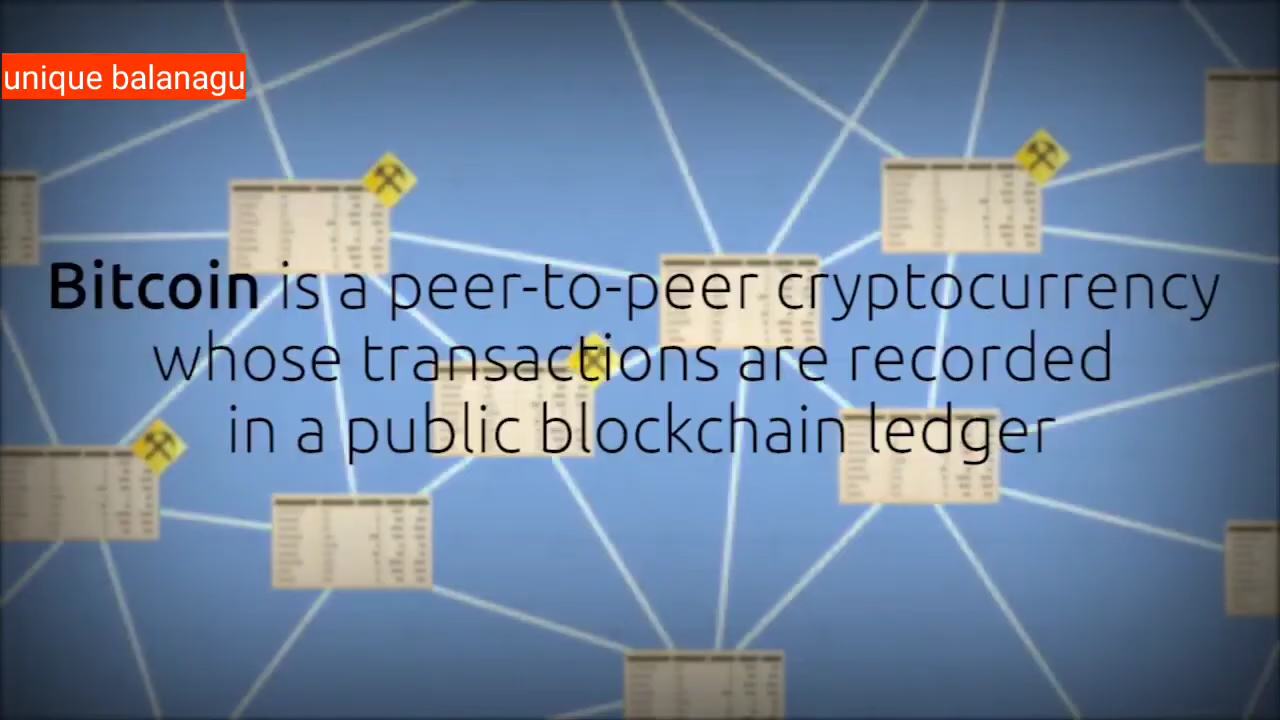 unique balanagu
Bitcoin is a peer-to-peer cryptocurrency
whose transactions are recorded
in a public blockchain ledger